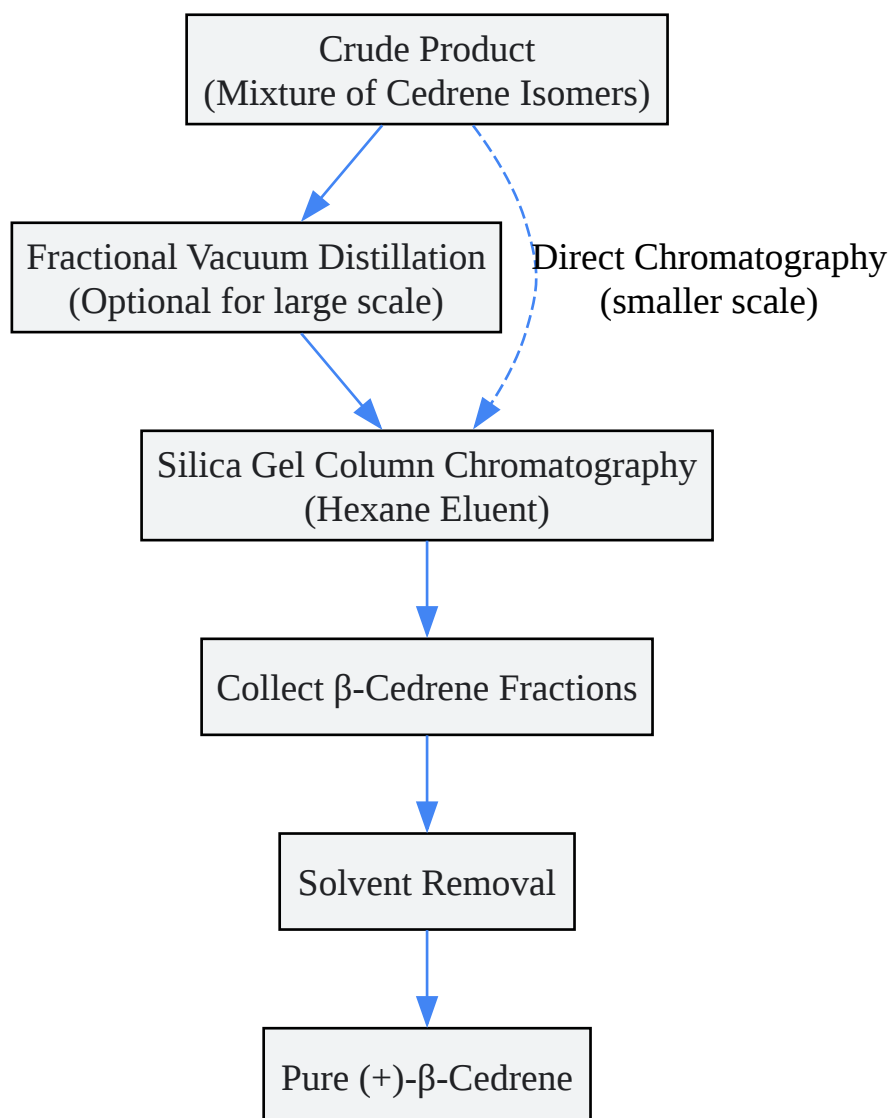 Crude Product
(Mixture of Cedrene Isomers)
Fractional Vacuum Distillation
(Optional for large scale)
Direct Chromatography
(smaller scale)
Silica Gel Column Chromatography
(Hexane Eluent)
Collect β-Cedrene Fractions
Solvent Removal
Pure (+)-β-Cedrene